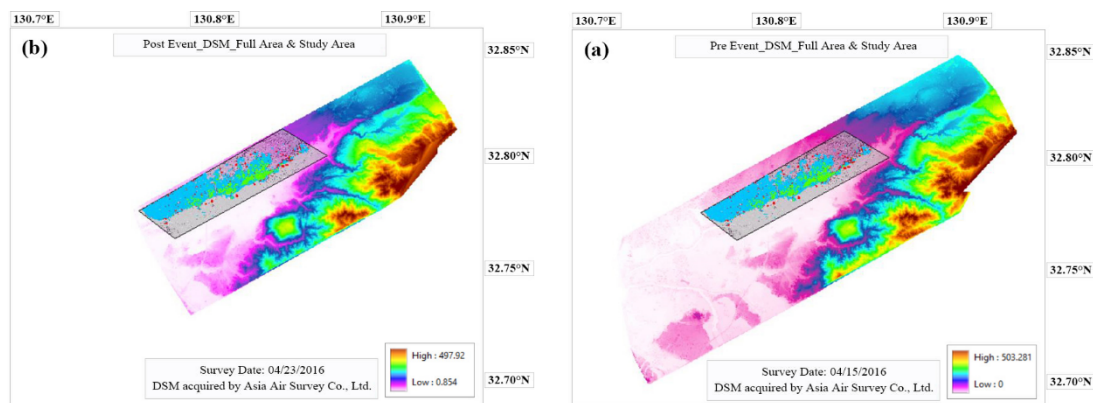 130.7°E
130.8°E
130.9°E
(b)
Post Event_DSM_Full Area & Study Area
32.85°N
32.80°N
32.75°N
32.70°N
Survey Date: 04/23/2016
DSM acquired by Asia Air Survey Co., Ltd.
High : 497.92
Low : 0.854
130.7°E
130.8°E
130.9°E
(a)
Pre Event_DSM_Full Area & Study Area
32.85°N
32.80°N
32.75°N
32.70°N
Survey Date: 04/15/2016
DSM acquired by Asia Air Survey Co., Ltd.
High : 503.281
Low : 0